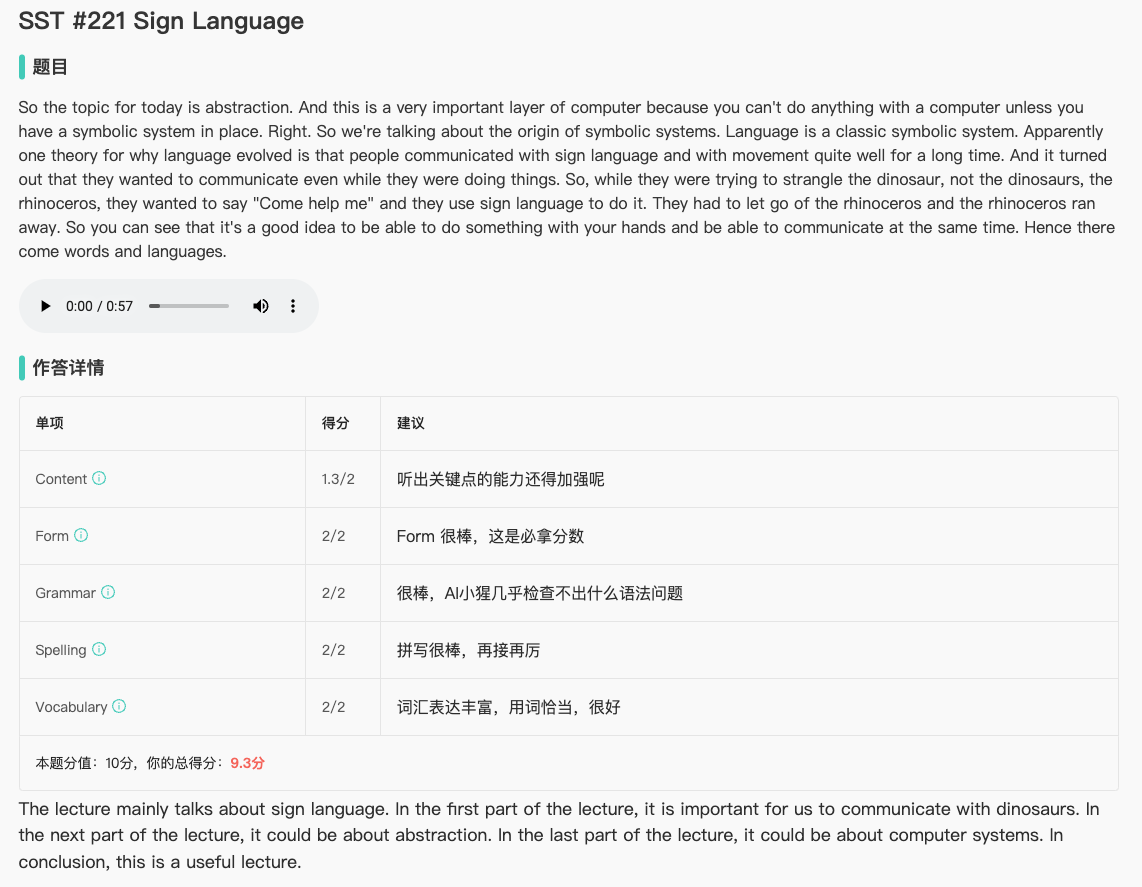 SST #221 Sign Language
题目
So the topic for today is abstraction. And this is a very important layer of computer because you can't do anything with a computer unless you
have a symbolic system in place. Right. So we're talking about the origin of symbolic systems. Language is a classic symbolic system. Apparently
one theory for why language evolved is that people communicated with sign language and with movement quite well for a long time. And it turned
out that they wanted to communicate even while they were doing things. So, while they were trying to strangle the dinosaur, not the dinosaurs, the
rhinoceros, they wanted to say "Come help me" and they use sign language to do it. They had to let go of the rhinoceros and the rhinoceros ran
away. So you can see that it's a good idea to be able to do something with your hands and be able to communicate at the same time. Hence there
come words and languages.
0:00 / 0:57
作答详情
单项 得分 建议
Content 1.3/2 听出关键点的能力还得加强呢
Form 2/2 Form 很棒，这是必拿分数
Grammar 2/2 很棒，AI小猩几乎检查不出什么语法问题
Spelling 2/2 拼写很棒，再接再厉
Vocabulary 2/2 词汇表达丰富，用词恰当，很好
本题分值：10分，你的总得分：9.3分
The lecture mainly talks about sign language. In the first part of the lecture, it is important for us to communicate with dinosaurs. In
the next part of the lecture, it could be about abstraction. In the last part of the lecture, it could be about computer systems. In
conclusion, this is a useful lecture.